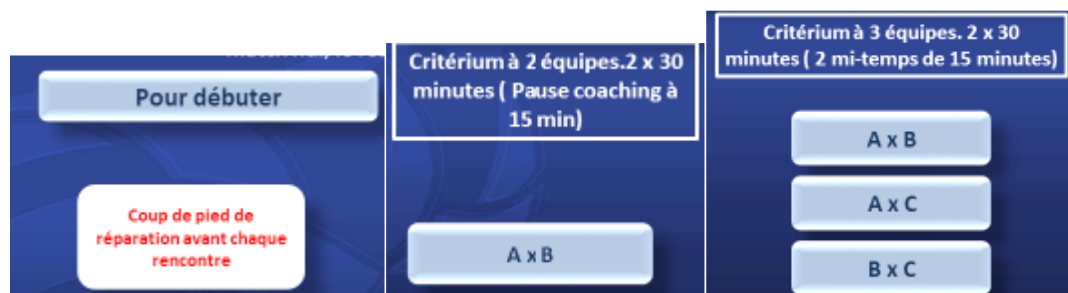 Pour débuter
Coup de pied de
réparation avant chaque
rencontre
Critérium à 2 équipes.2 x 30
minutes ( Pause coaching à
15 min)
A x B
Critérium à 3 équipes. 2 x 30
minutes ( 2 mi-temps de 15 minutes)
A x B
A x C
B x C